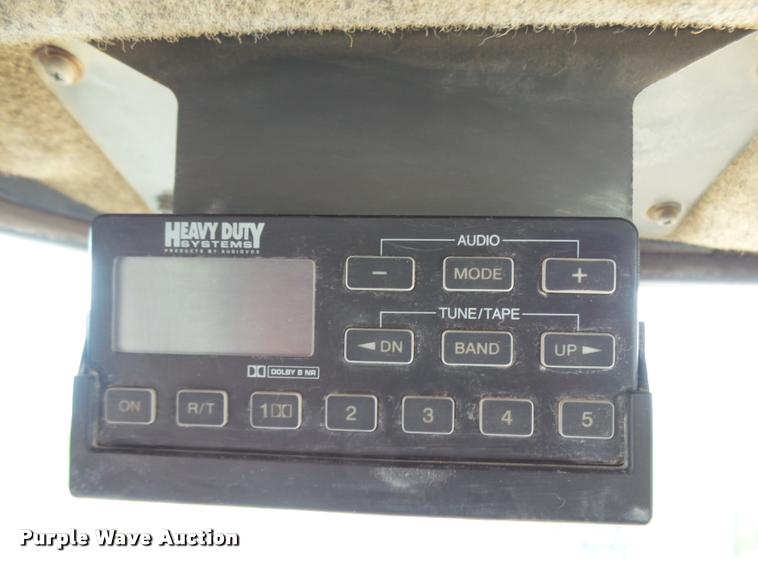 HEAVY DUTY
SYSTEMS
PRODUCTS BY AUDIOVOX
AUDIO
− MODE +
TUNE/TAPE
◄ DN BAND UP ►
DOLBY B NR
ON R/T 1 2 3 4 5
Purple Wave Auction